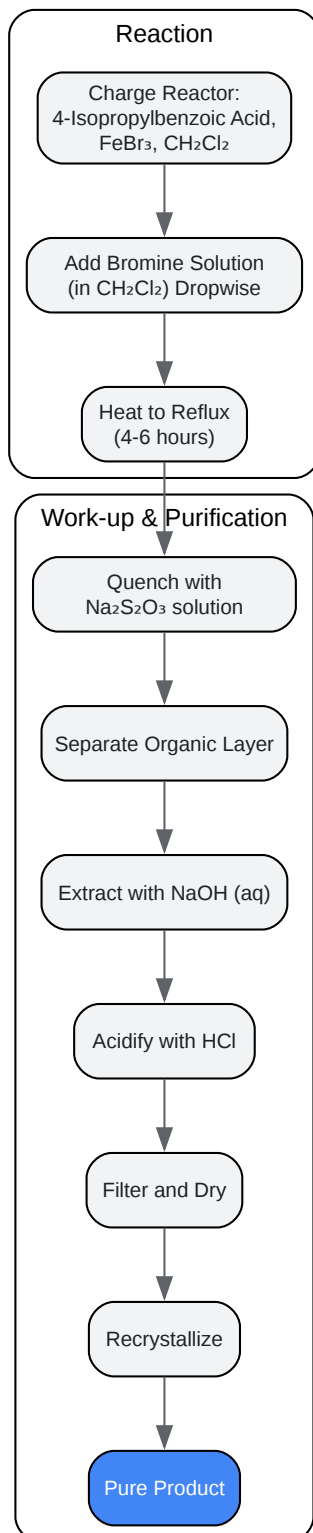 Reaction
Charge Reactor:
4-Isopropylbenzoic Acid,
FeBr₃, CH₂Cl₂
Add Bromine Solution
(in CH₂Cl₂) Dropwise
Heat to Reflux
(4-6 hours)
Work-up & Purification
Quench with
Na₂S₂O₃ solution
Separate Organic Layer
Extract with NaOH (aq)
Acidify with HCl
Filter and Dry
Recrystallize
Pure Product